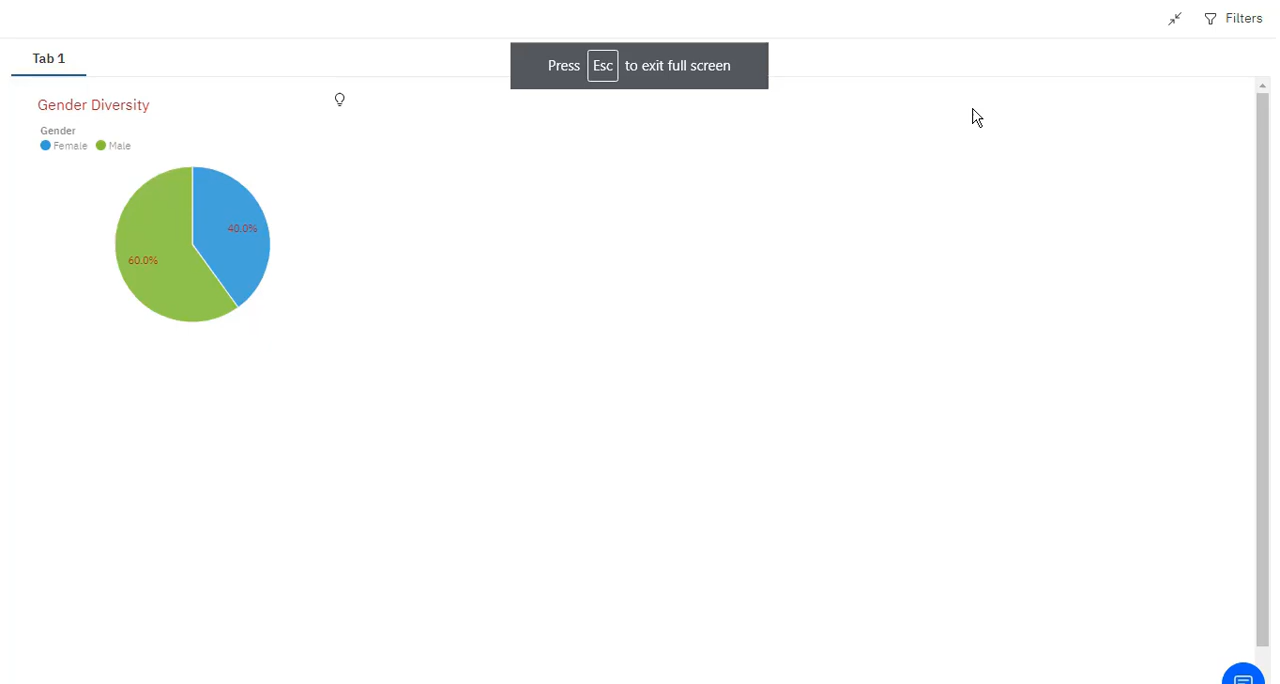 Filters
Tab 1
Press Esc to exit full screen
Gender Diversity
Gender
Female Male
40.0%
60.0%